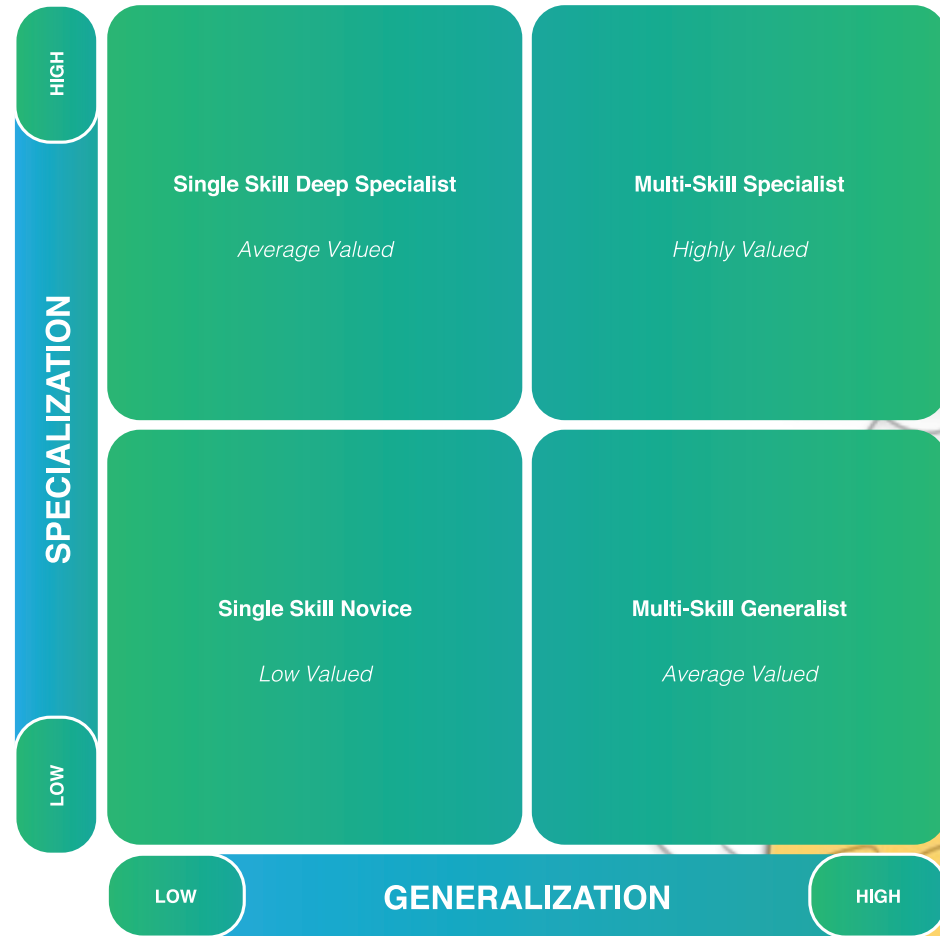 HIGH
Single Skill Deep Specialist
Average Valued
Multi-Skill Specialist
Highly Valued
SPECIALIZATION
Single Skill Novice
Low Valued
Multi-Skill Generalist
Average Valued
LOW
LOW
GENERALIZATION
HIGH